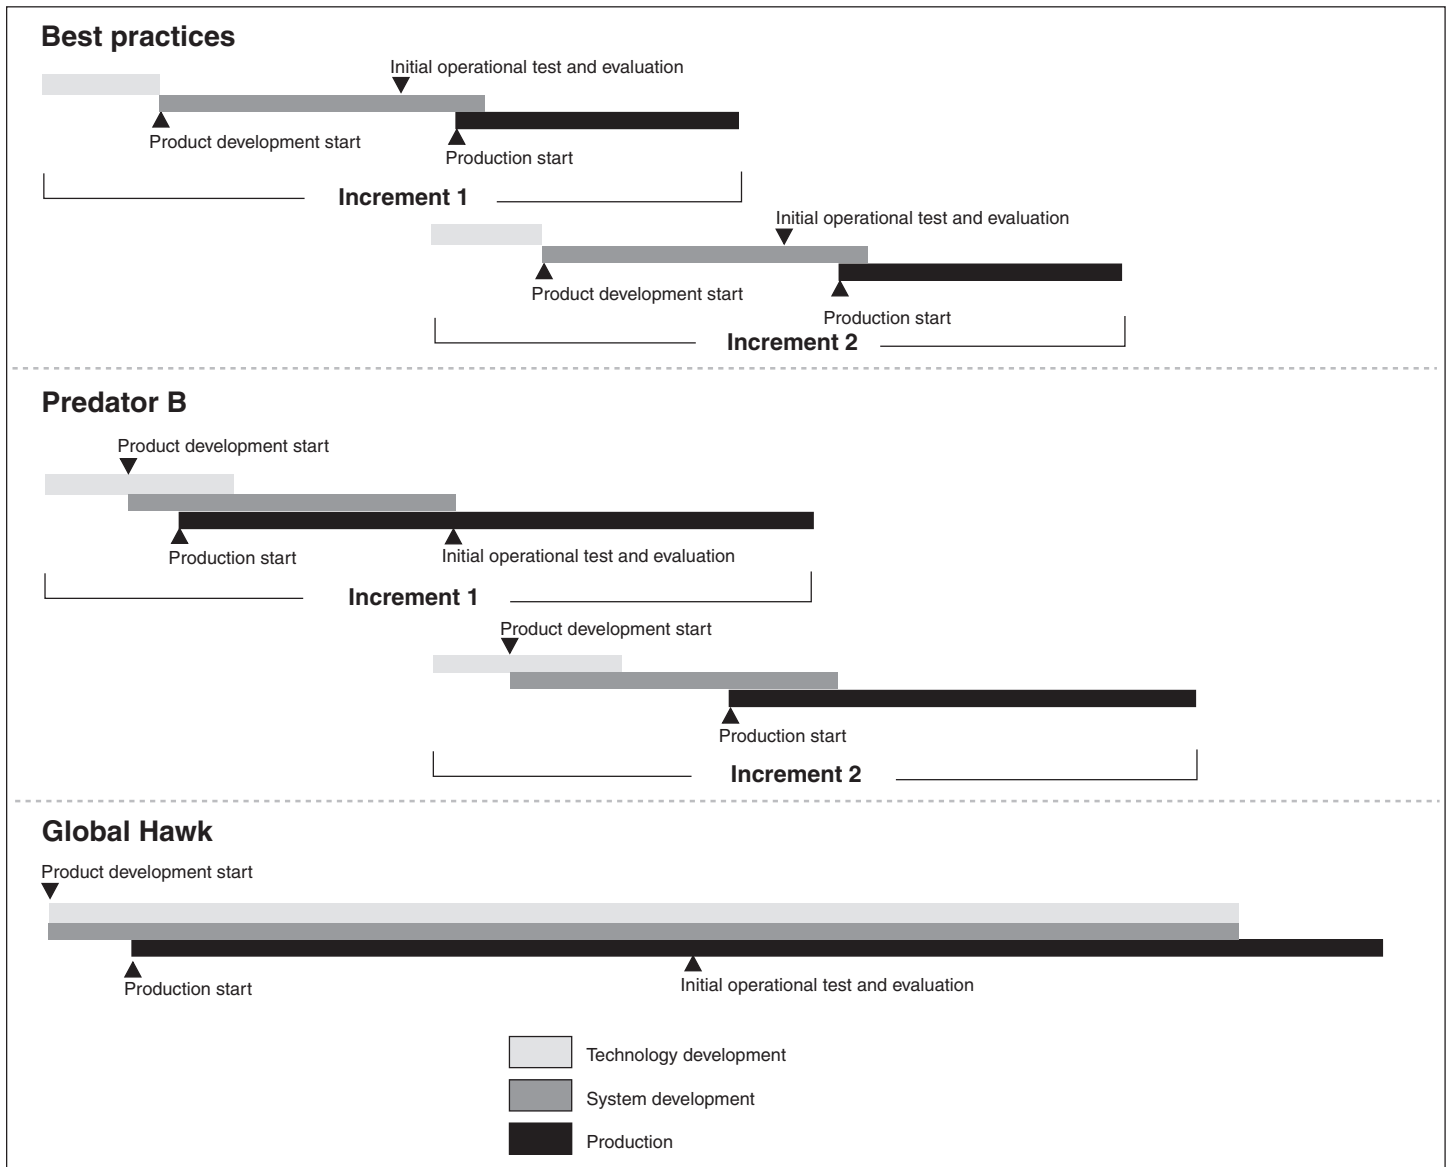 Best practices
Initial operational test and evaluation
Product development start
Production start
Increment 1
Initial operational test and evaluation
Product development start
Production start
Increment 2
Predator B
Product development start
Production start
Initial operational test and evaluation
Increment 1
Product development start
Production start
Increment 2
Global Hawk
Product development start
Production start
Initial operational test and evaluation
Technology development
System development
Production